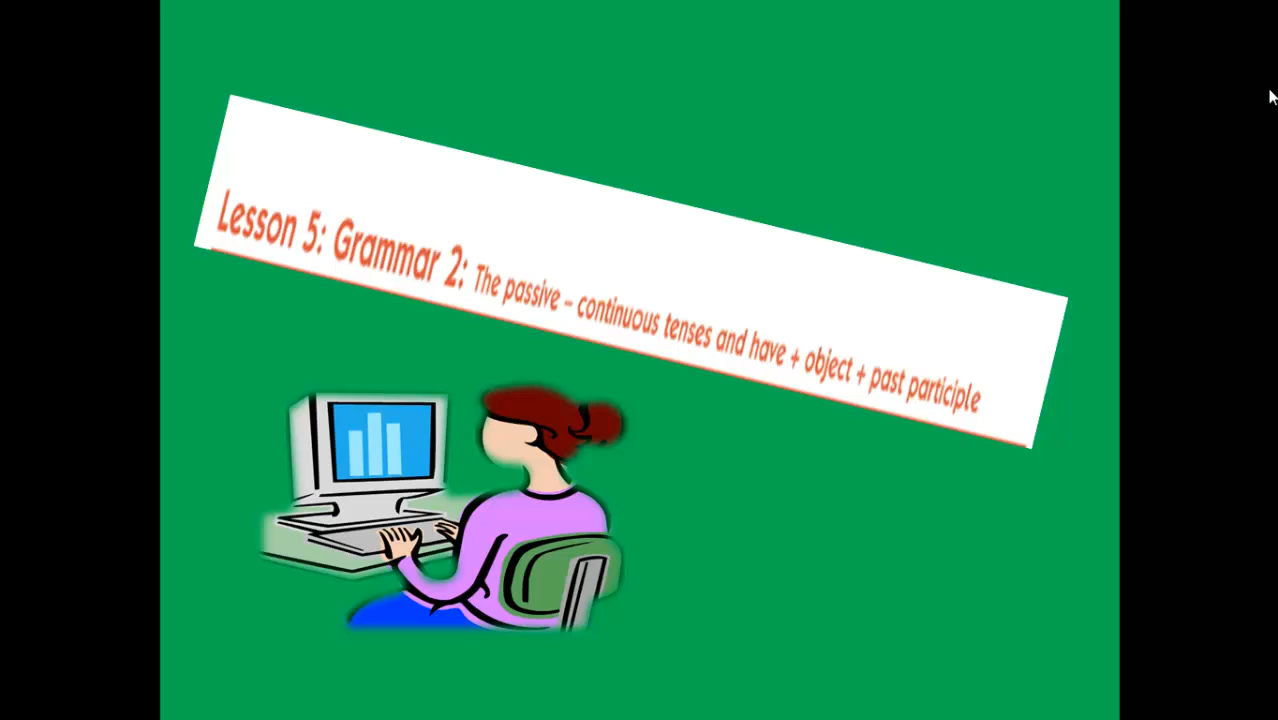 Lesson 5: Grammar 2: The passive – continuous tenses and have + object + past participle